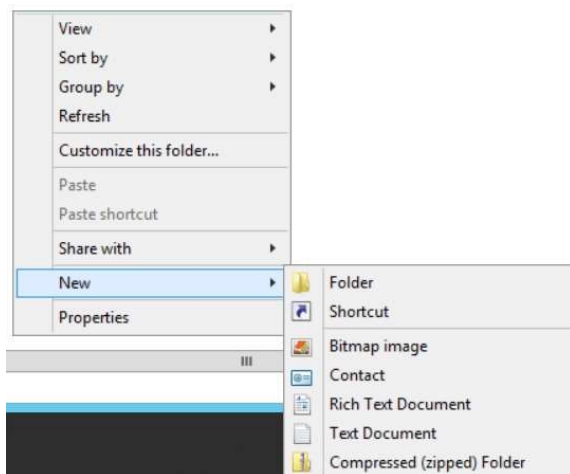 View
Sort by
Group by
Refresh
Customize this folder...
Paste
Paste shortcut
Share with
New
Properties
Folder
Shortcut
Bitmap image
Contact
Rich Text Document
Text Document
Compressed (zipped) Folder